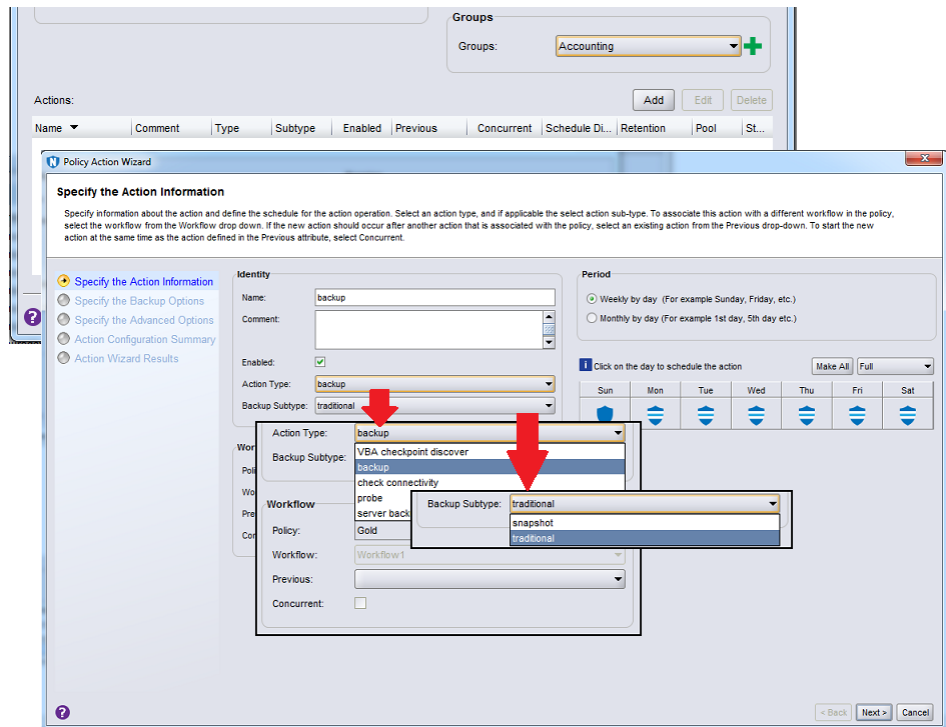 Groups
Groups:
Accounting
Actions:
Add
Edit
Delete
Name
Comment
Type
Subtype
Enabled
Previous
Concurrent
Schedule Di...
Retention
Pool
St...
Policy Action Wizard
Specify the Action Information
Specify information about the action and define the schedule for the action operation. Select an action type, and if applicable the select action sub-type. To associate this action with a different workflow in the policy,
select the workflow from the Workflow drop down. If the new action should occur after another action that is associated with the policy, select an existing action from the Previous drop-down. To start the new
action at the same time as the action defined in the Previous attribute, select Concurrent.
Specify the Action Information
Specify the Backup Options
Specify the Advanced Options
Action Configuration Summary
Action Wizard Results
Identity
Name:
backup
Comment:
Enabled:
Action Type:
backup
Backup Subtype:
traditional
Period
Weekly by day (For example Sunday, Friday, etc.)
Monthly by day (For example 1st day, 5th day etc.)
Click on the day to schedule the action
Make All
Full
Sun
Mon
Tue
Wed
Thu
Fri
Sat
Wor
Poli
Wo
Pre
Con
Action Type:
backup
Backup Subtype:
VBA checkpoint discover
backup
check connectivity
probe
server back
Workflow
Policy:
Gold
Workflow:
Workflow1
Previous:
Concurrent:
Backup Subtype:
traditional
snapshot
traditional
< Back
Next >
Cancel